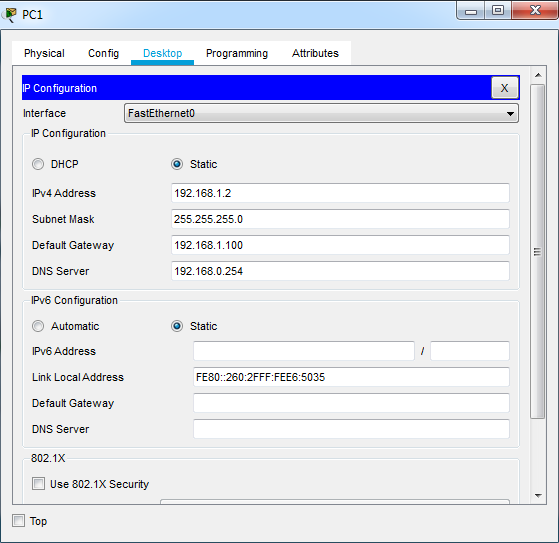 PC1
Physical Config Desktop Programming Attributes
IP Configuration X
Interface FastEthernet0
IP Configuration
DHCP Static
IPv4 Address 192.168.1.2
Subnet Mask 255.255.255.0
Default Gateway 192.168.1.100
DNS Server 192.168.0.254
IPv6 Configuration
Automatic Static
IPv6 Address /
Link Local Address FE80::260:2FFF:FEE6:5035
Default Gateway
DNS Server
802.1X
Use 802.1X Security
Top